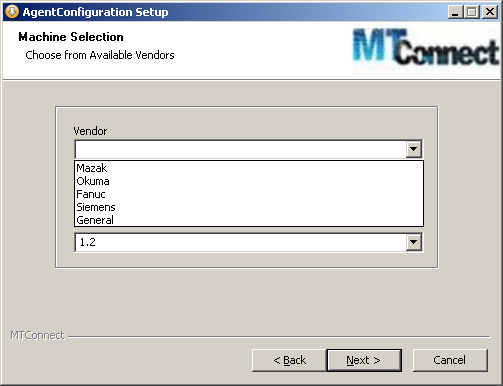 AgentConfiguration Setup
Machine Selection
Choose from Available Vendors
MTConnect
Vendor
Mazak
Okuma
Fanuc
Siemens
General
1.2
MTConnect
< Back
Next >
Cancel